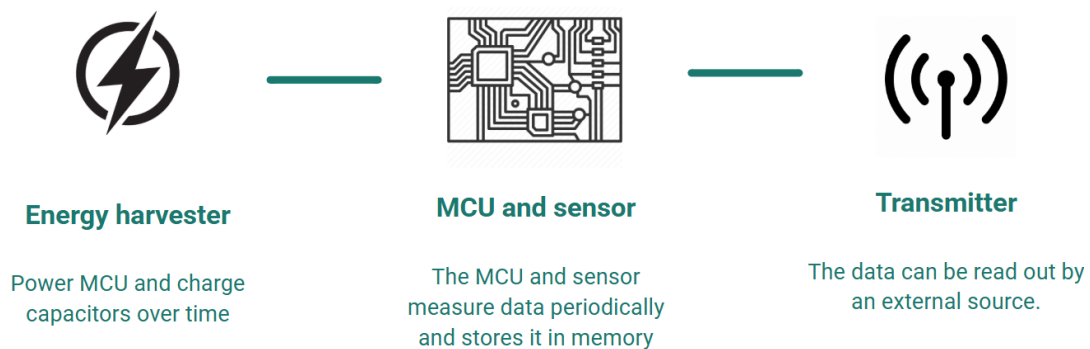 Energy harvester
Power MCU and charge
capacitors over time
MCU and sensor
The MCU and sensor
measure data periodically
and stores it in memory
Transmitter
The data can be read out by
an external source.